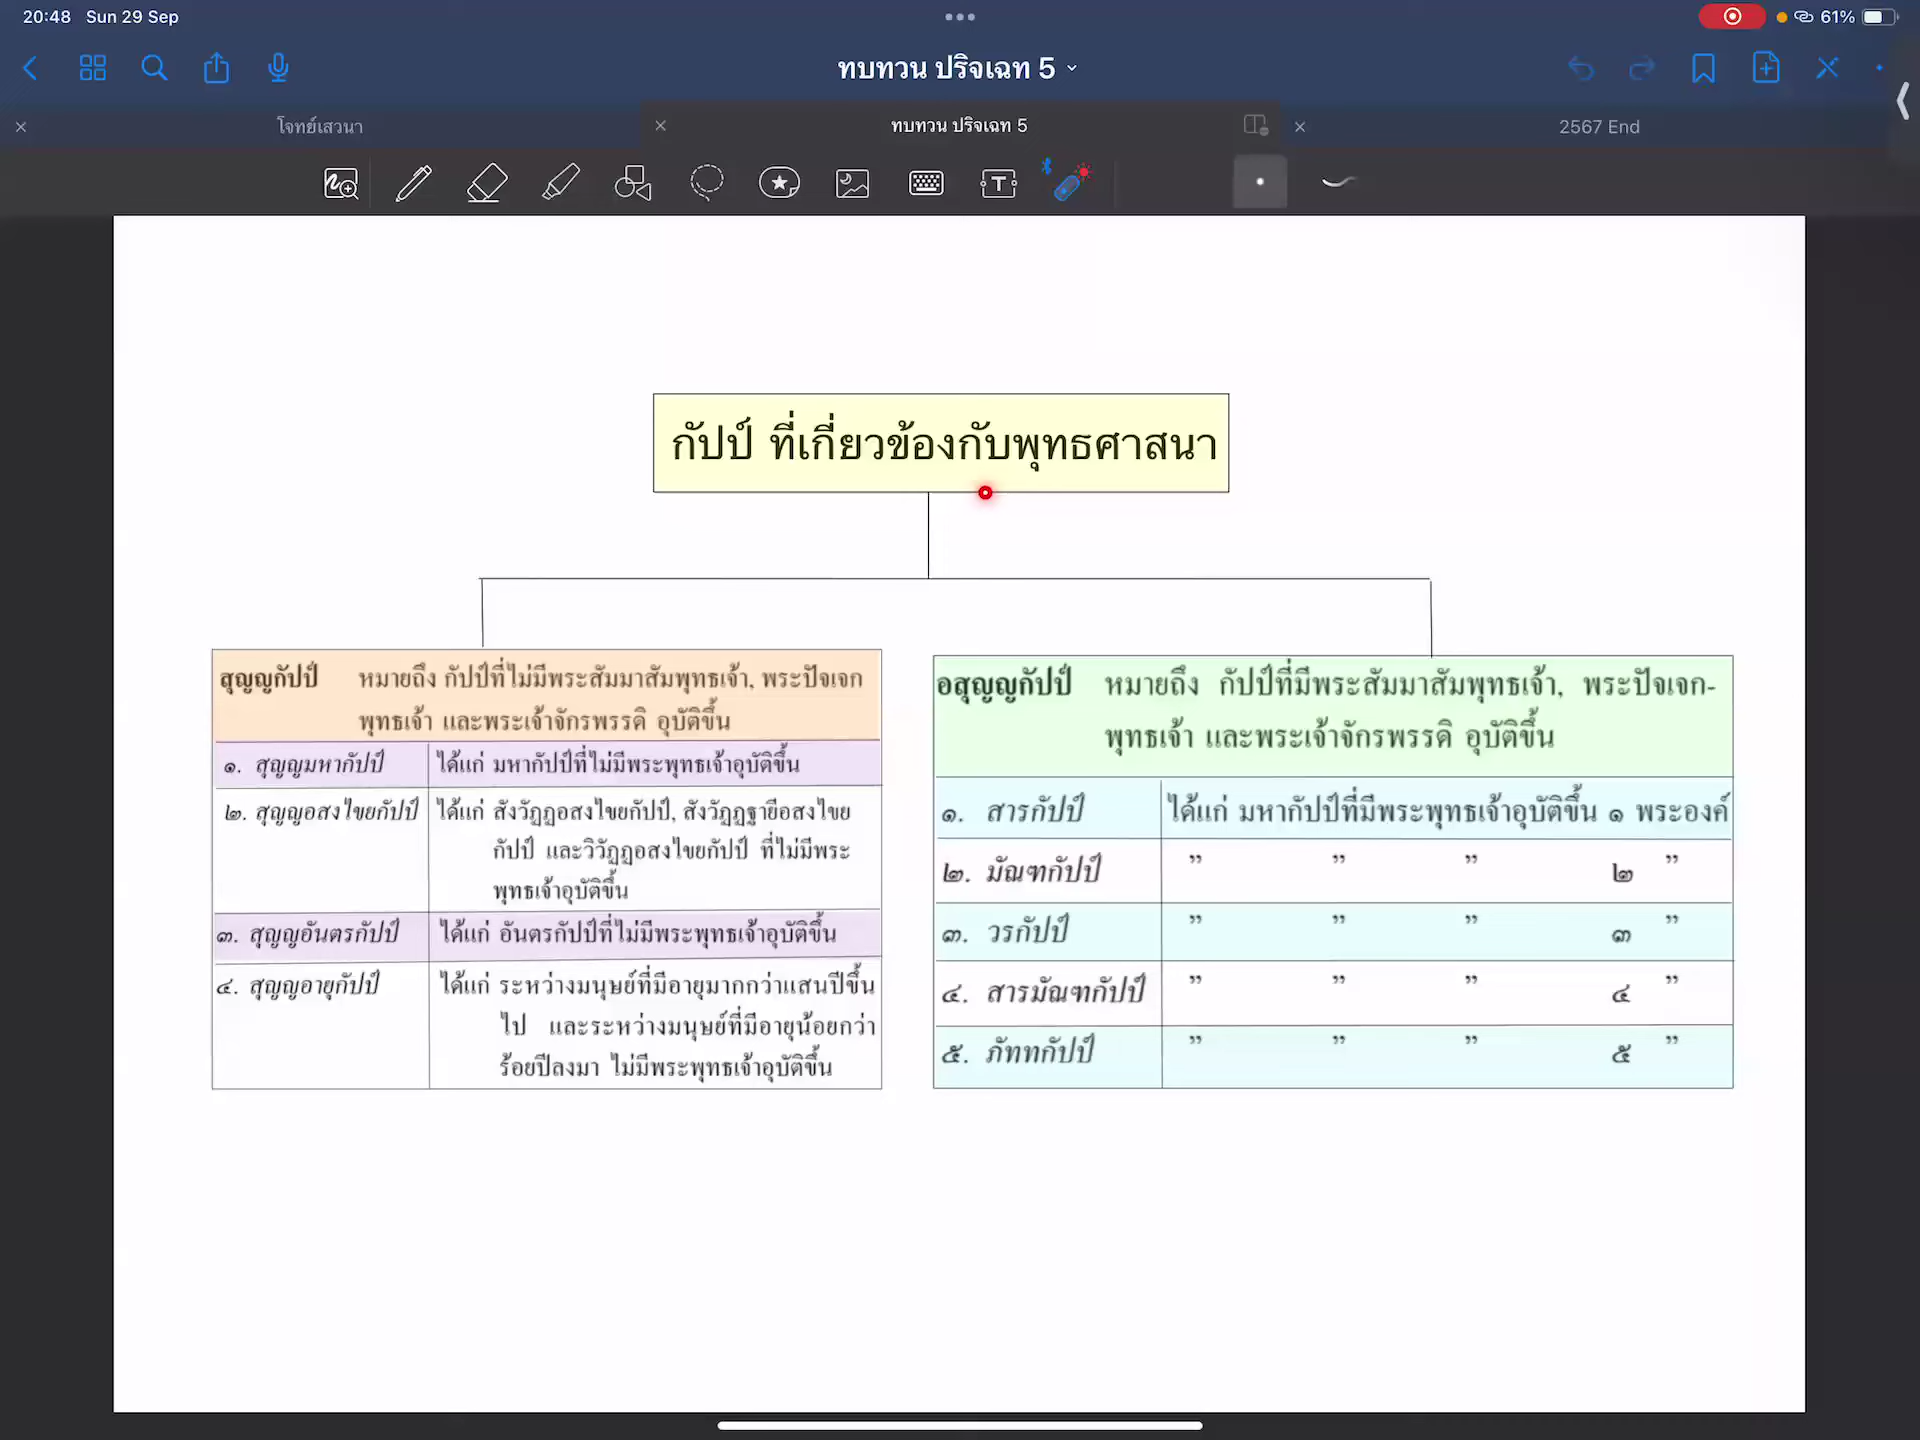 20:48 Sun 29 Sep
61%
ทบทวน ปริจเฉท 5
โจทย์เสวนา
ทบทวน ปริจเฉท 5
2567 End
กัปป์ ที่เกี่ยวข้องกับพุทธศาสนา
สุญญกัปป์ หมายถึง กัปป์ที่ไม่มีพระสัมมาสัมพุทธเจ้า, พระปัจเจก
พุทธเจ้า และพระเจ้าจักรพรรดิ อุบัติขึ้น
๑. สุญญมหากัปป์ ได้แก่ มหากัปป์ที่ไม่มีพระพุทธเจ้าอุบัติขึ้น
๒. สุญญอสงไขยกัปป์ ได้แก่ สังวัฏฏอสงไขยกัปป์, สังวัฏฏฐายีอสงไขย
กัปป์ และวิวัฏฏอสงไขยกัปป์ ที่ไม่มีพระ
พุทธเจ้าอุบัติขึ้น
๓. สุญญอันตรกัปป์ ได้แก่ อันตรกัปป์ที่ไม่มีพระพุทธเจ้าอุบัติขึ้น
๔. สุญญอายุกัปป์ ได้แก่ ระหว่างมนุษย์ที่มีอายุมากกว่าแสนปีขึ้น
ไป และระหว่างมนุษย์ที่มีอายุน้อยกว่า
ร้อยปีลงมา ไม่มีพระพุทธเจ้าอุบัติขึ้น
อสุญญกัปป์ หมายถึง กัปป์ที่มีพระสัมมาสัมพุทธเจ้า, พระปัจเจก-
พุทธเจ้า และพระเจ้าจักรพรรดิ อุบัติขึ้น
๑. สารกัปป์ ได้แก่ มหากัปป์ที่มีพระพุทธเจ้าอุบัติขึ้น ๑ พระองค์
๒. มัณฑกัปป์ ” ” ” ๒ ”
๓. วรกัปป์ ” ” ” ๓ ”
๔. สารมัณฑกัปป์ ” ” ” ๔ ”
๕. ภัททกัปป์ ” ” ” ๕ ”